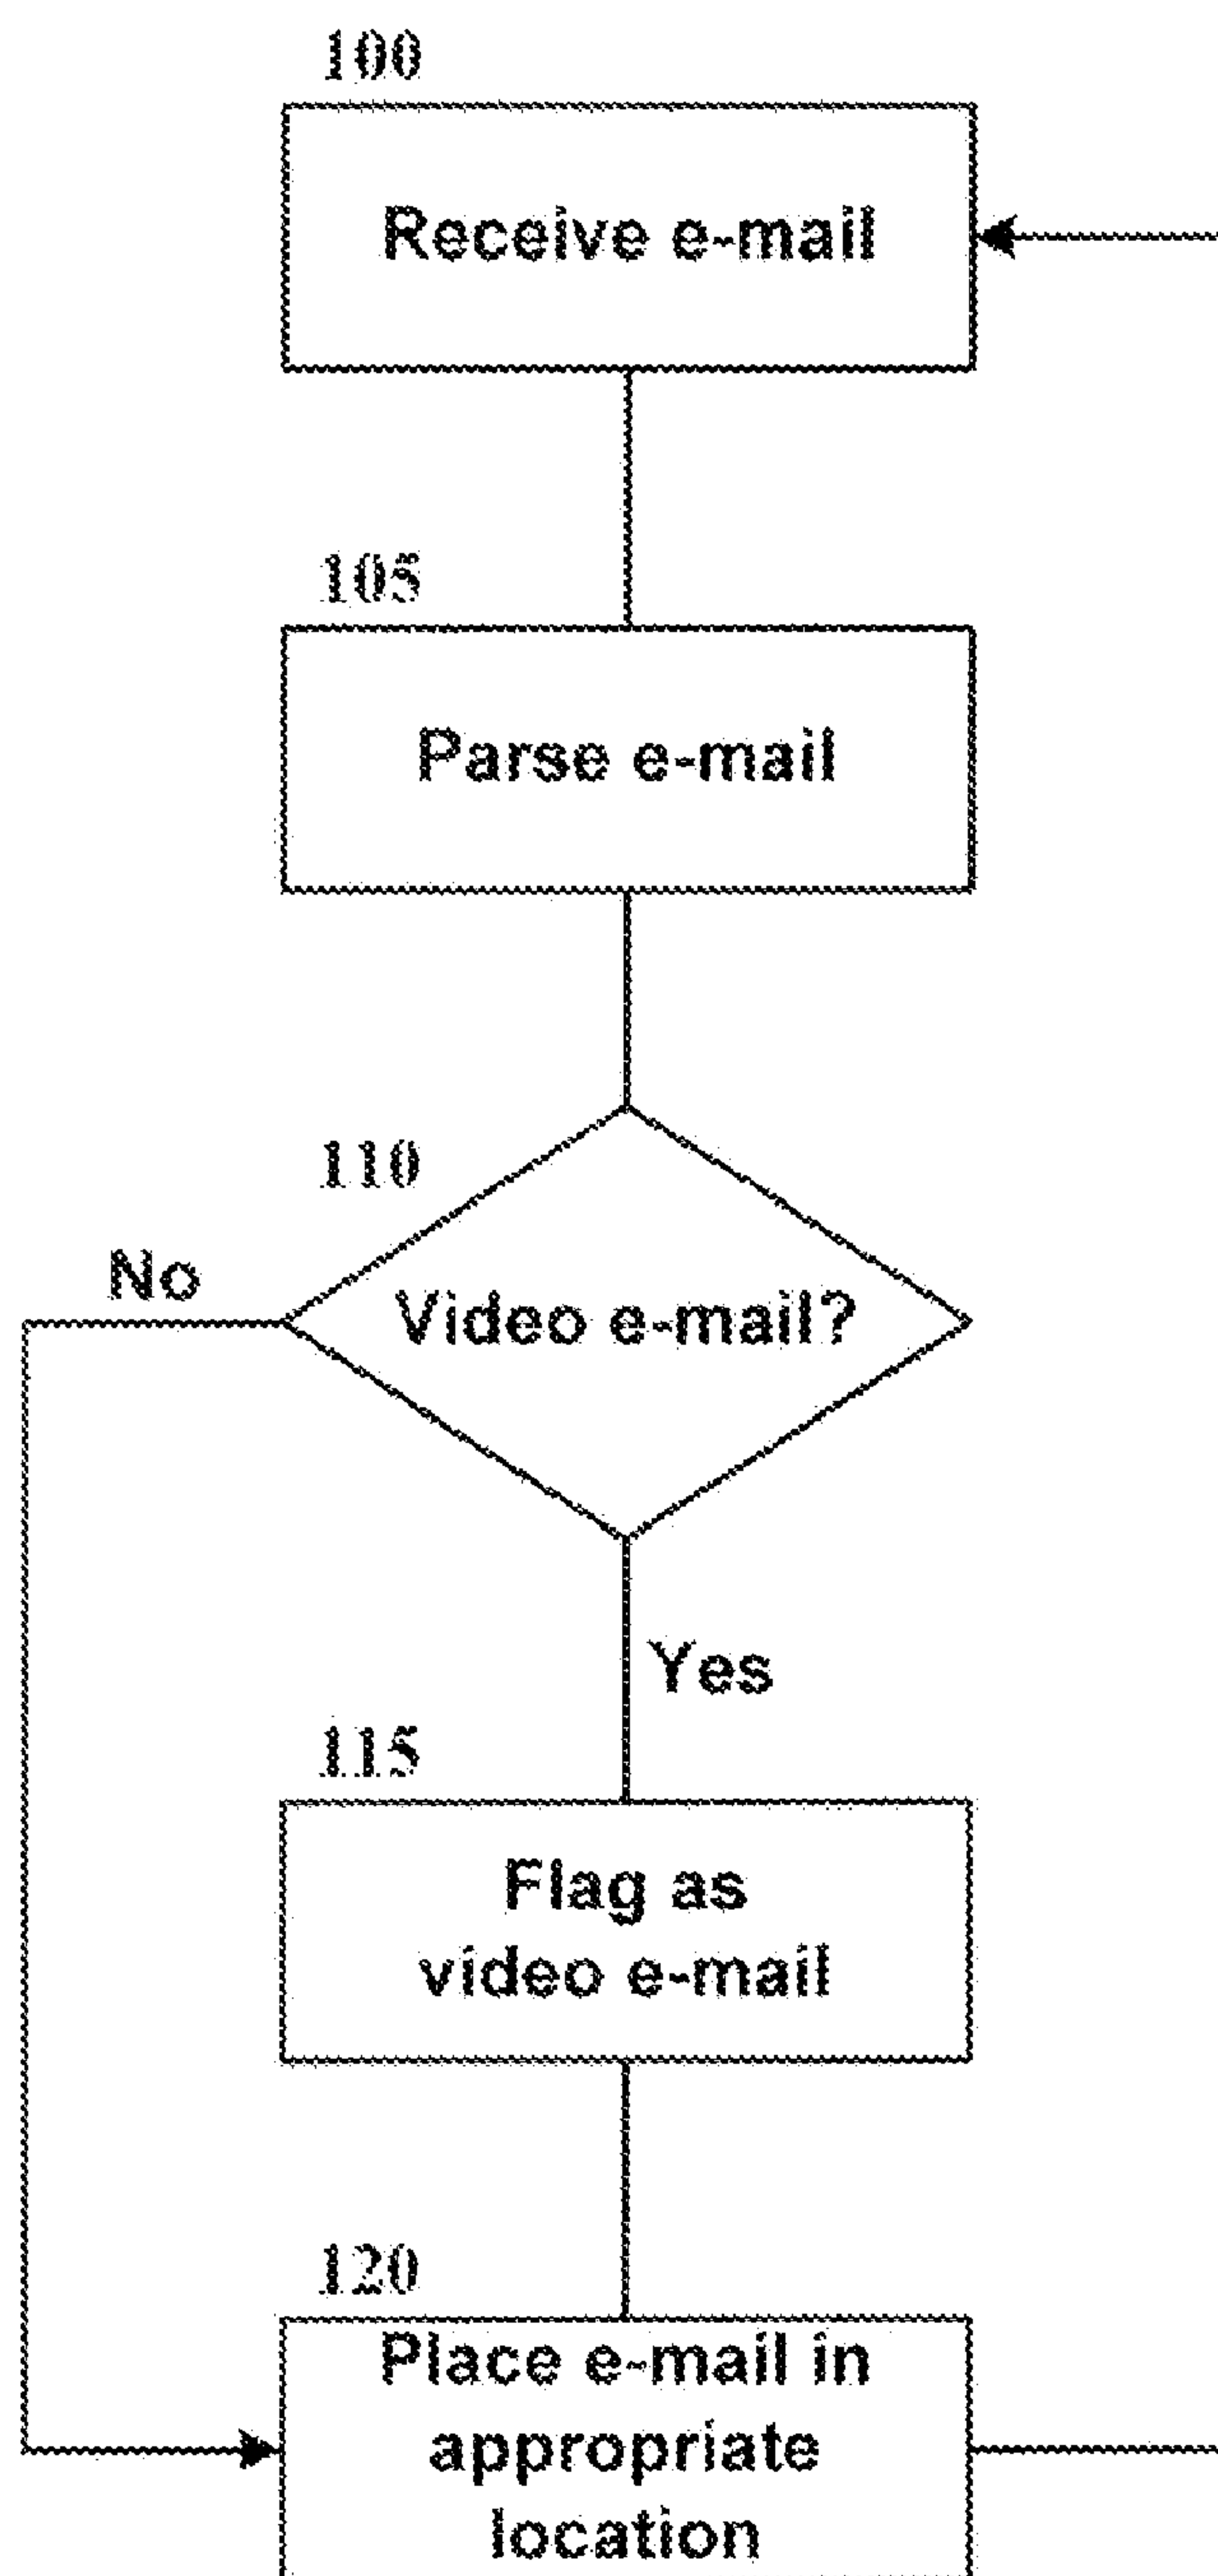 100
Receive e-mail
105
Parse e-mail
110
No
Video e-mail?
Yes
115
Flag as
video e-mail
120
Place e-mail in
appropriate
location